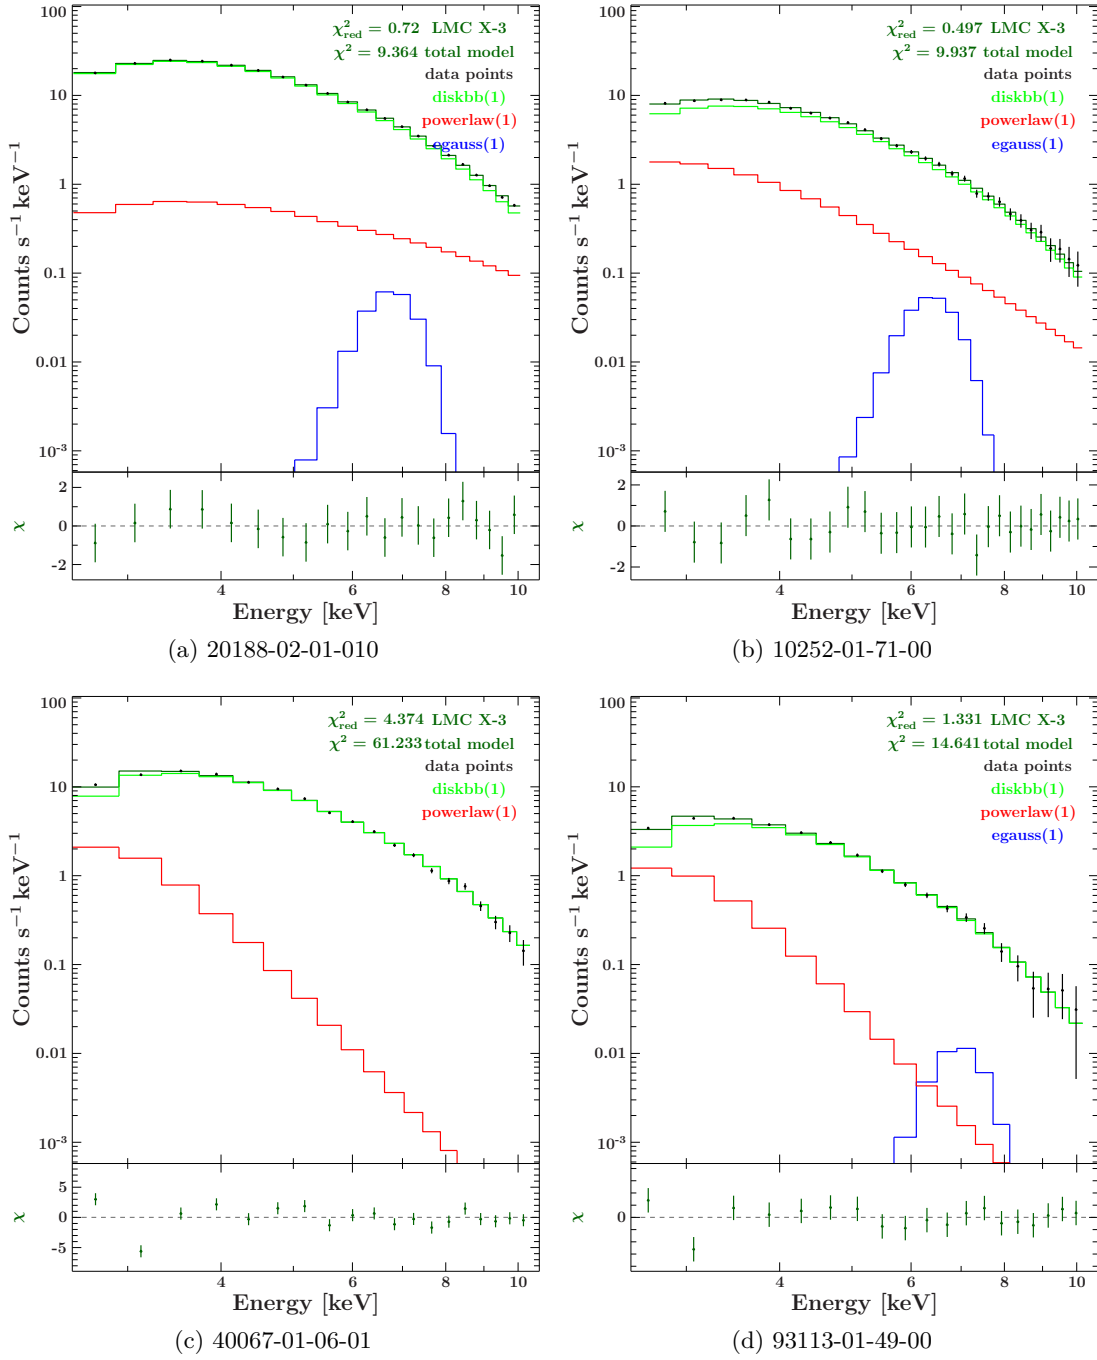 χ²_red = 0.72 LMC X-3
χ² = 9.364 total model
data points
diskbb(1)
powerlaw(1)
egauss(1)
100
10
1
0.1
0.01
10⁻³
Counts s⁻¹ keV⁻¹
2
0
-2
χ
4 6 8 10
Energy [keV]
(a) 20188-02-01-010
χ²_red = 0.497 LMC X-3
χ² = 9.937 total model
data points
diskbb(1)
powerlaw(1)
egauss(1)
100
10
1
0.1
0.01
10⁻³
Counts s⁻¹ keV⁻¹
2
0
-2
χ
4 6 8 10
Energy [keV]
(b) 10252-01-71-00
χ²_red = 4.374 LMC X-3
χ² = 61.233 total model
data points
diskbb(1)
powerlaw(1)
100
10
1
0.1
0.01
10⁻³
Counts s⁻¹ keV⁻¹
5
0
-5
χ
4 6 8 10
Energy [keV]
(c) 40067-01-06-01
χ²_red = 1.331 LMC X-3
χ² = 14.641 total model
data points
diskbb(1)
powerlaw(1)
egauss(1)
100
10
1
0.1
0.01
10⁻³
Counts s⁻¹ keV⁻¹
0
χ
4 6 8 10
Energy [keV]
(d) 93113-01-49-00